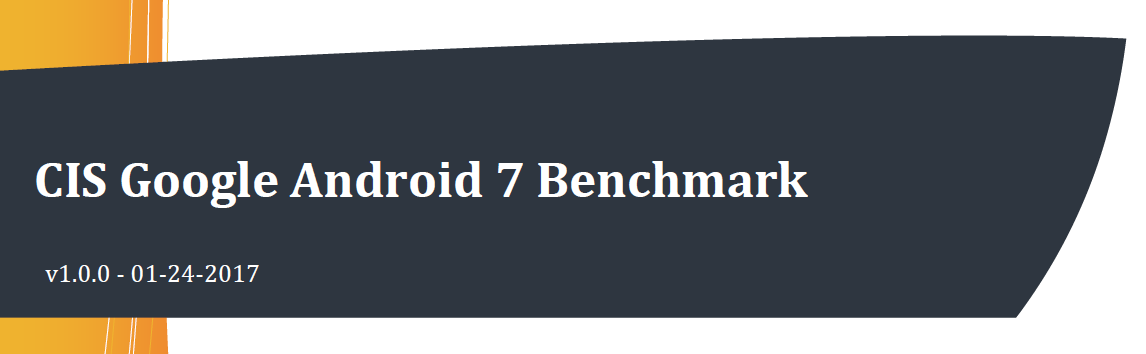 CIS Google Android 7 Benchmark
v1.0.0 - 01-24-2017